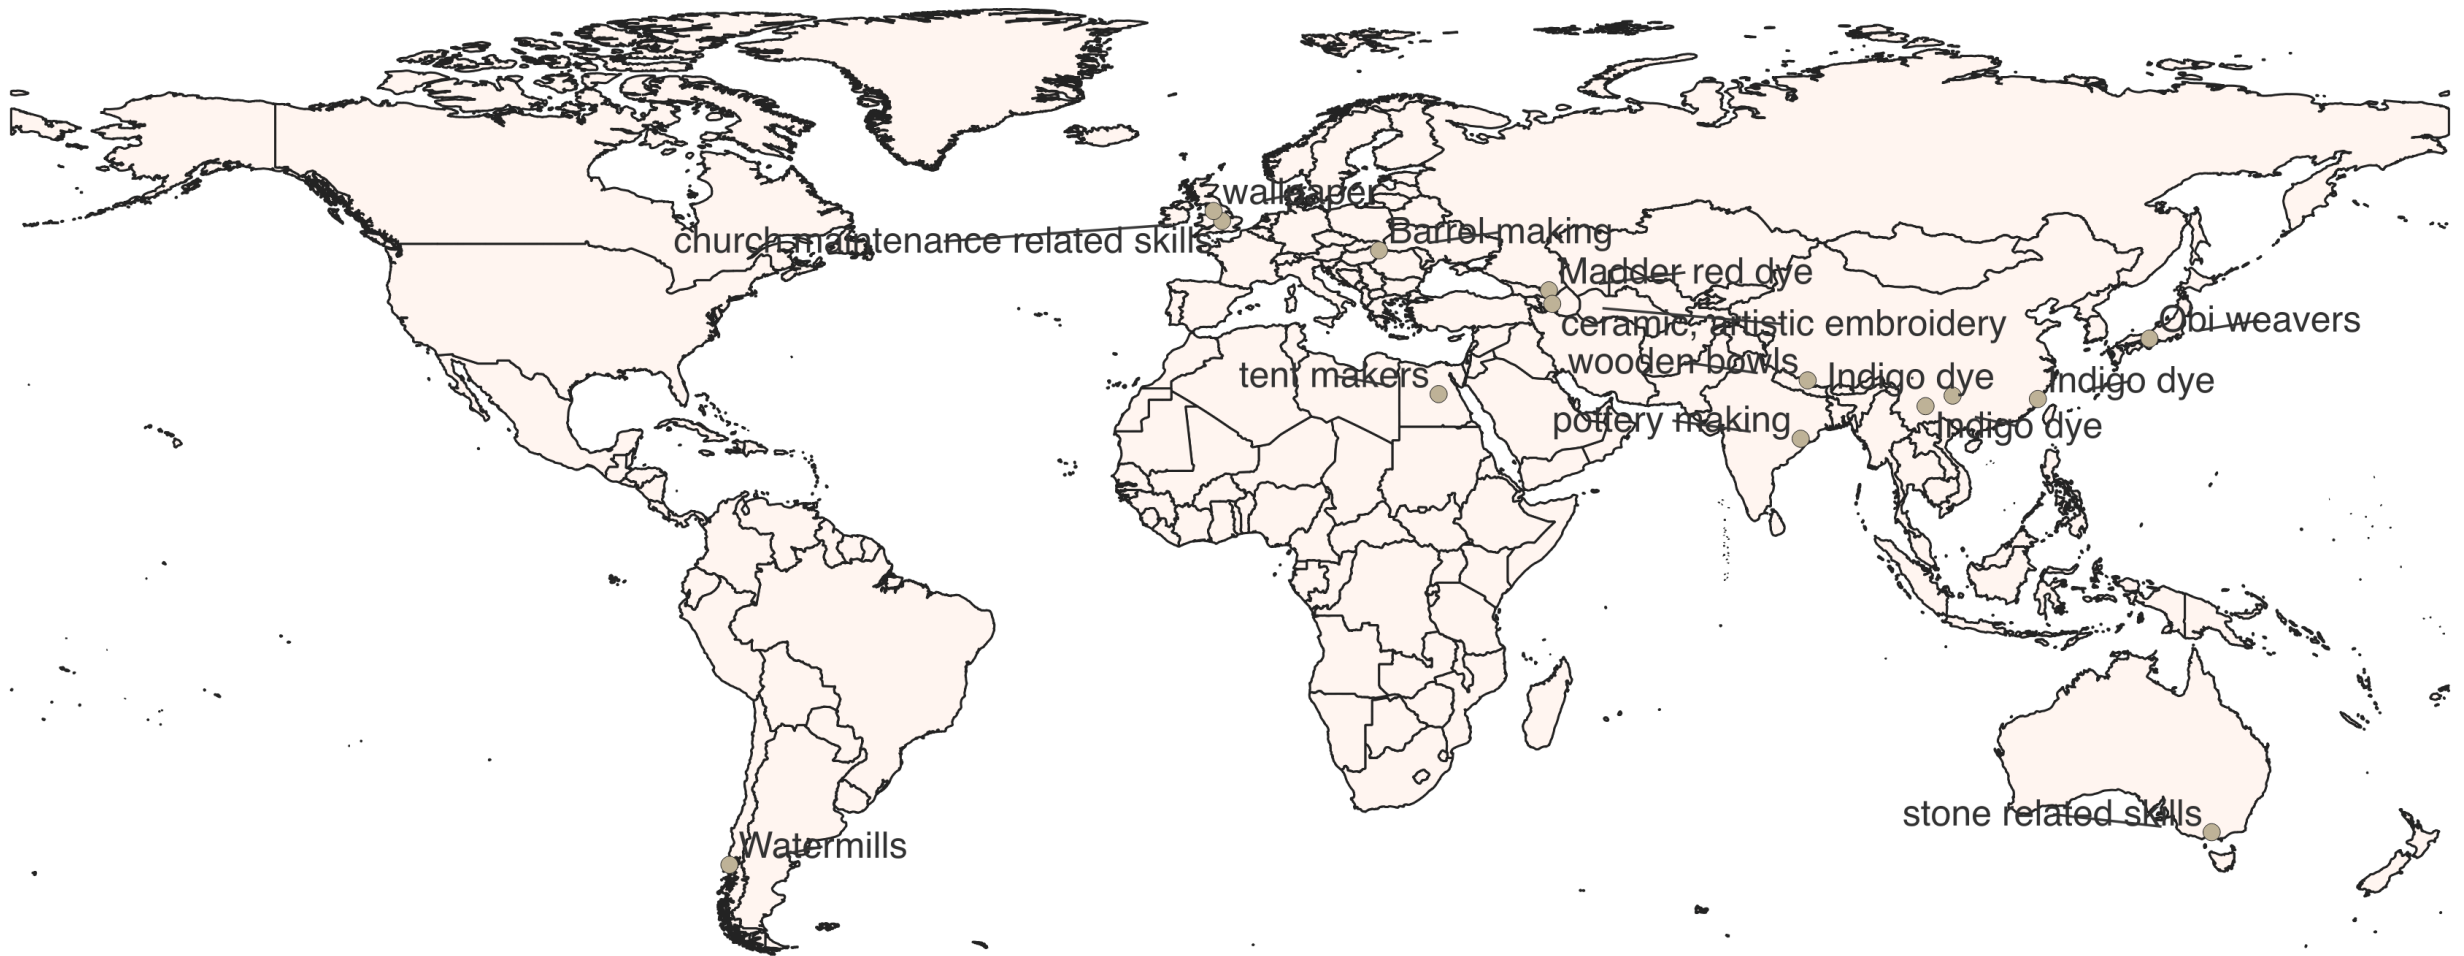 wallpaper
church maintenance related skills
Barrel making
Madder red dye
Obi weavers
ceramic, artistic embroidery
wooden bowls
tent makers
Indigo dye
Indigo dye
pottery making
Indigo dye
stone related skills
Watermills